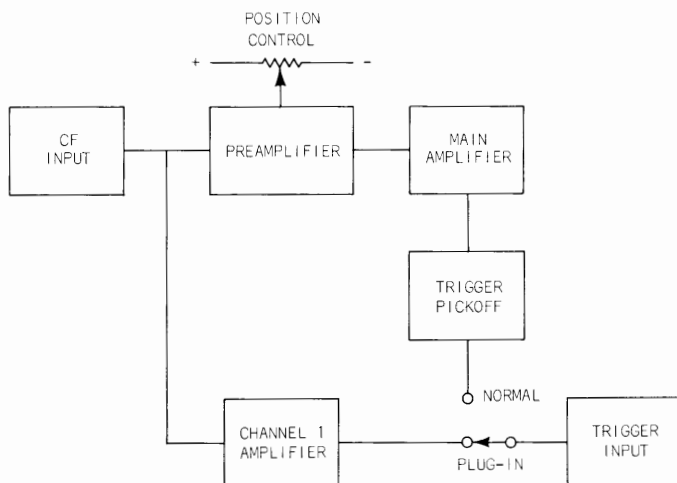 POSITION
CONTROL
+
-
CF
INPUT
PREAMPLIFIER
MAIN
AMPLIFIER
TRIGGER
PICKOFF
NORMAL
CHANNEL 1
AMPLIFIER
PLUG-IN
TRIGGER
INPUT